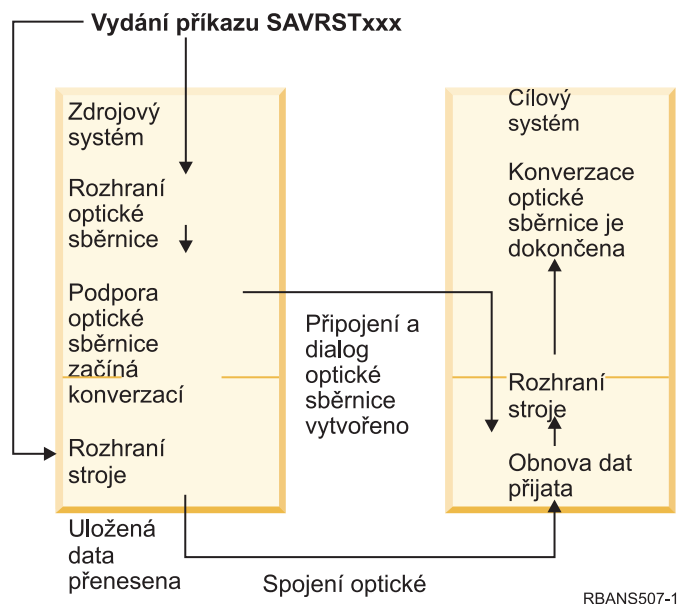 Vydání příkazu SAVRSTxxx
Zdrojový
systém
Rozhraní
optické
sběrnice
Podpora
optické
sběrnice
začíná
konverzací
Rozhraní
stroje
Uložená
data
přenesena
Připojení a
dialog
optické
sběrnice
vytvořeno
Spojení optické
Cílový
systém
Konverzace
optické
sběrnice je
dokončena
Rozhraní
stroje
Obnova dat
přijata
RBANS507-1